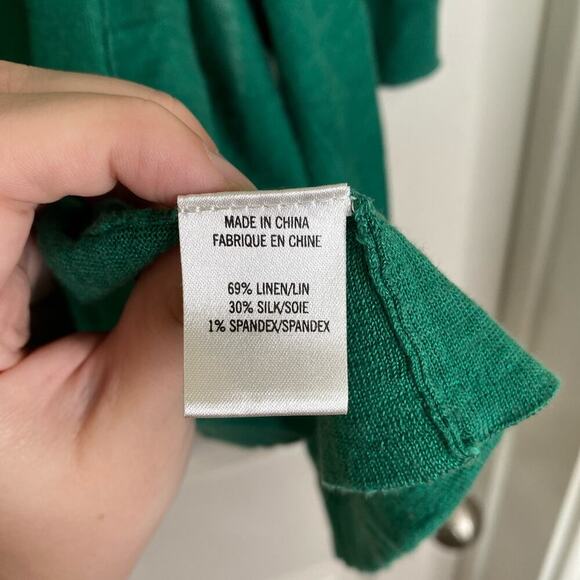 MADE IN CHINA
FABRIQUE EN CHINE
69% LINEN/LIN
30% SILK/SOIE
1% SPANDEX/SPANDEX